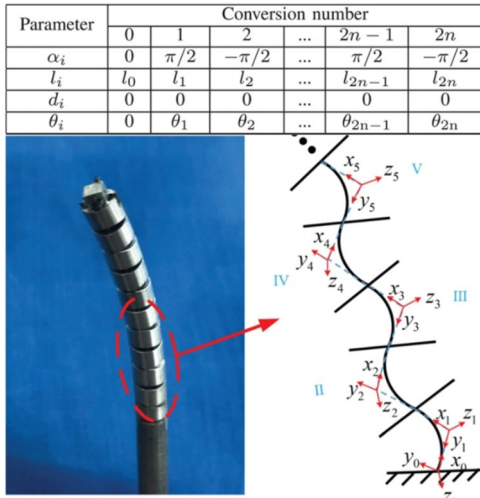 Parameter Conversion number
0 1 2 ... 2n − 1 2n
αᵢ 0 π/2 −π/2 ... π/2 −π/2
lᵢ l₀ l₁ l₂ ... l₂ₙ₋₁ l₂ₙ
dᵢ 0 0 0 ... 0 0
θᵢ 0 θ₁ θ₂ ... θ₂ₙ₋₁ θ₂ₙ
x₅ z₅ V
y₅
x₄
y₄ z₄
IV
x₃ z₃ III
y₃
x₂
II y₂ z₂
x₁ z₁
y₁
y₀ x₀
z